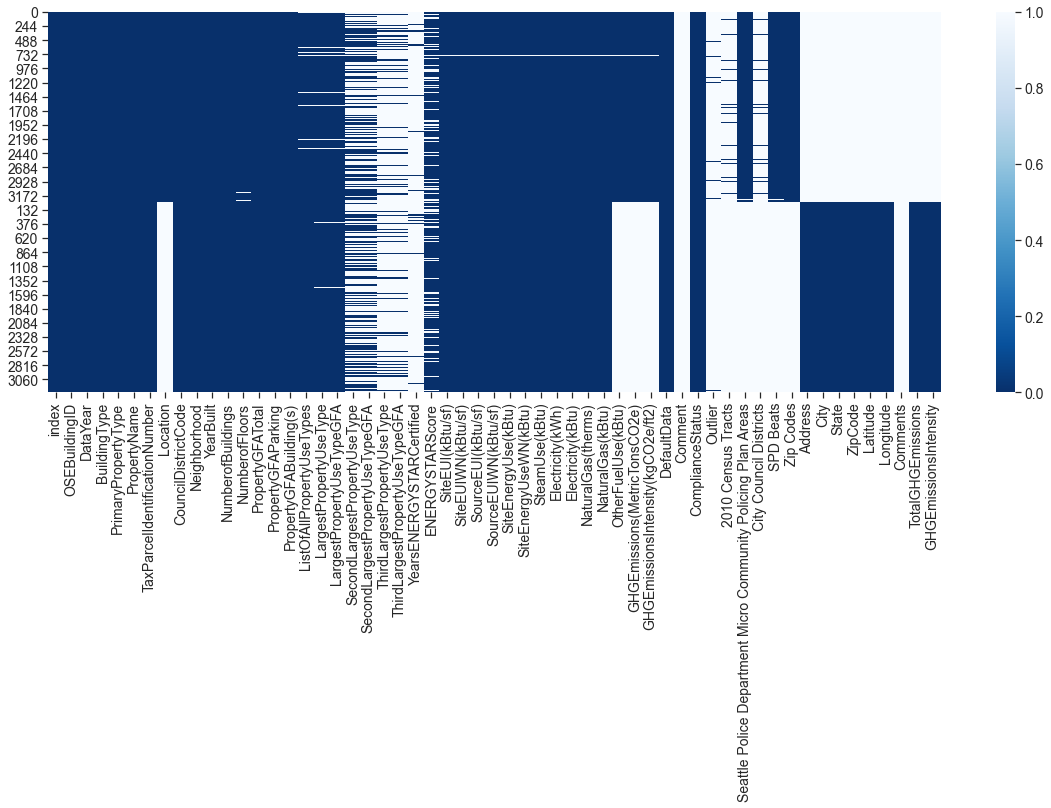 0
244
488
732
976
1220
1464
1708
1952
2196
2440
2684
2928
3172
132
376
620
864
1108
1352
1596
1840
2084
2328
2572
2816
3060
index
OSEBuildingID
DataYear
BuildingType
PrimaryPropertyType
PropertyName
TaxParcelIdentificationNumber
Location
CouncilDistrictCode
Neighborhood
YearBuilt
NumberofBuildings
NumberofFloors
PropertyGFATotal
PropertyGFAParking
PropertyGFABuilding(s)
ListOfAllPropertyUseTypes
LargestPropertyUseType
LargestPropertyUseTypeGFA
SecondLargestPropertyUseType
SecondLargestPropertyUseTypeGFA
ThirdLargestPropertyUseType
ThirdLargestPropertyUseTypeGFA
YearsENERGYSTARCertified
ENERGYSTARScore
SiteEUI(kBtu/sf)
SiteEUIWN(kBtu/sf)
SourceEUI(kBtu/sf)
SourceEUIWN(kBtu/sf)
SiteEnergyUse(kBtu)
SiteEnergyUseWN(kBtu)
SteamUse(kBtu)
Electricity(kWh)
Electricity(kBtu)
NaturalGas(therms)
NaturalGas(kBtu)
OtherFuelUse(kBtu)
GHGEmissions(MetricTonsCO2e)
GHGEmissionsIntensity(kgCO2e/ft2)
DefaultData
Comment
ComplianceStatus
Outlier
2010 Census Tracts
Seattle Police Department Micro Community Policing Plan Areas
City Council Districts
SPD Beats
Zip Codes
Address
City
State
ZipCode
Latitude
Longitude
Comments
TotalGHGEmissions
GHGEmissionsIntensity
1.0
0.8
0.6
0.4
0.2
0.0